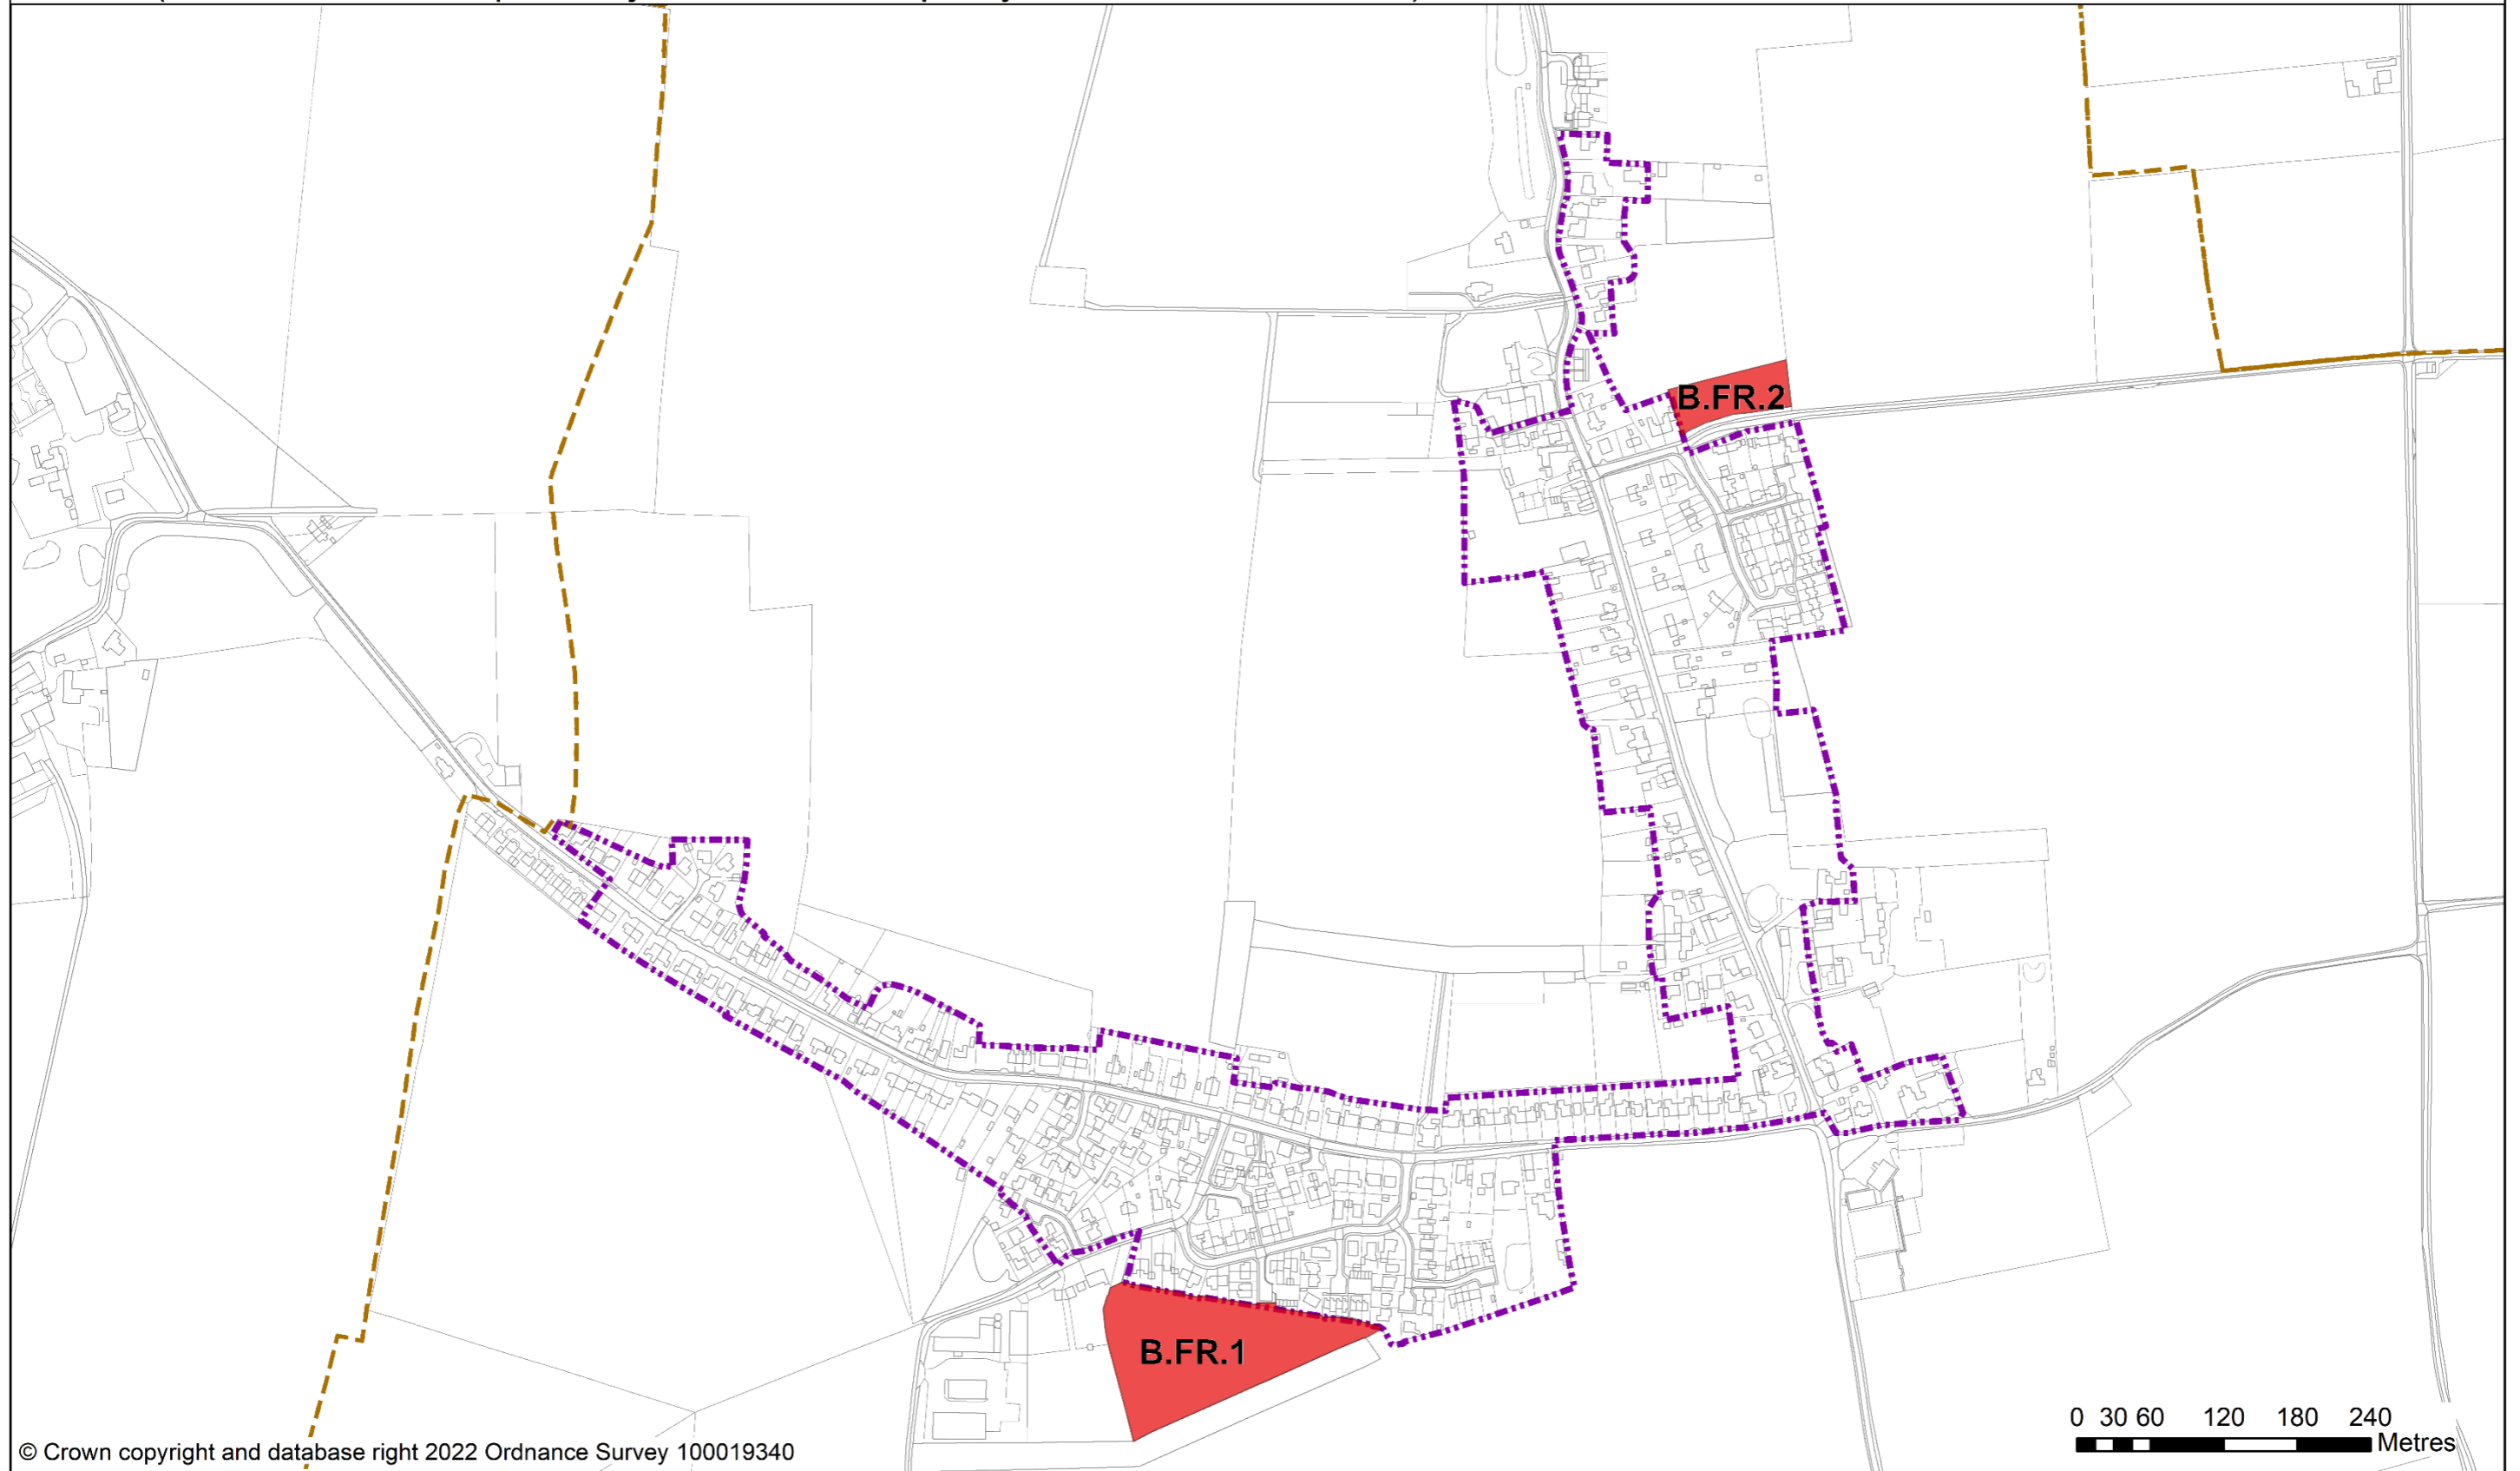 B.FR.2
B.FR.1
0 30 60 120 180 240
Metres
© Crown copyright and database right 2022 Ordnance Survey 100019340